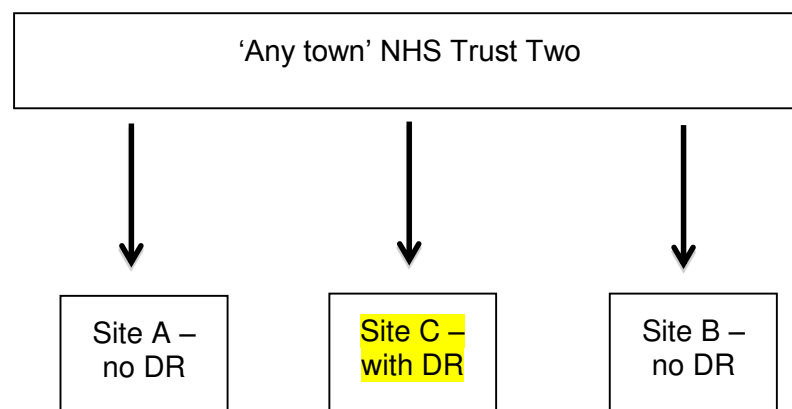 ‘Any town’ NHS Trust Two
Site A –
no DR
Site C –
with DR
Site B –
no DR